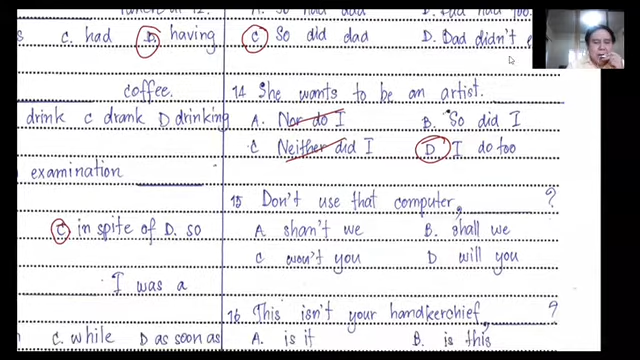 C. had D. having
coffee.
drink C drank D drinking
examination ______
C in spite of D. so
I was a
C. while D as soon as
C So did dad D. Dad didn't
14 She wants to be an artist.
A. Nor do I B. So did I
C Neither did I D I do too
15 Don't use that computer, ______ ?
A shan't we B. shall we
C won't you D will you
16 This isn't your handkerchief, ______ ?
A. is it B. is this